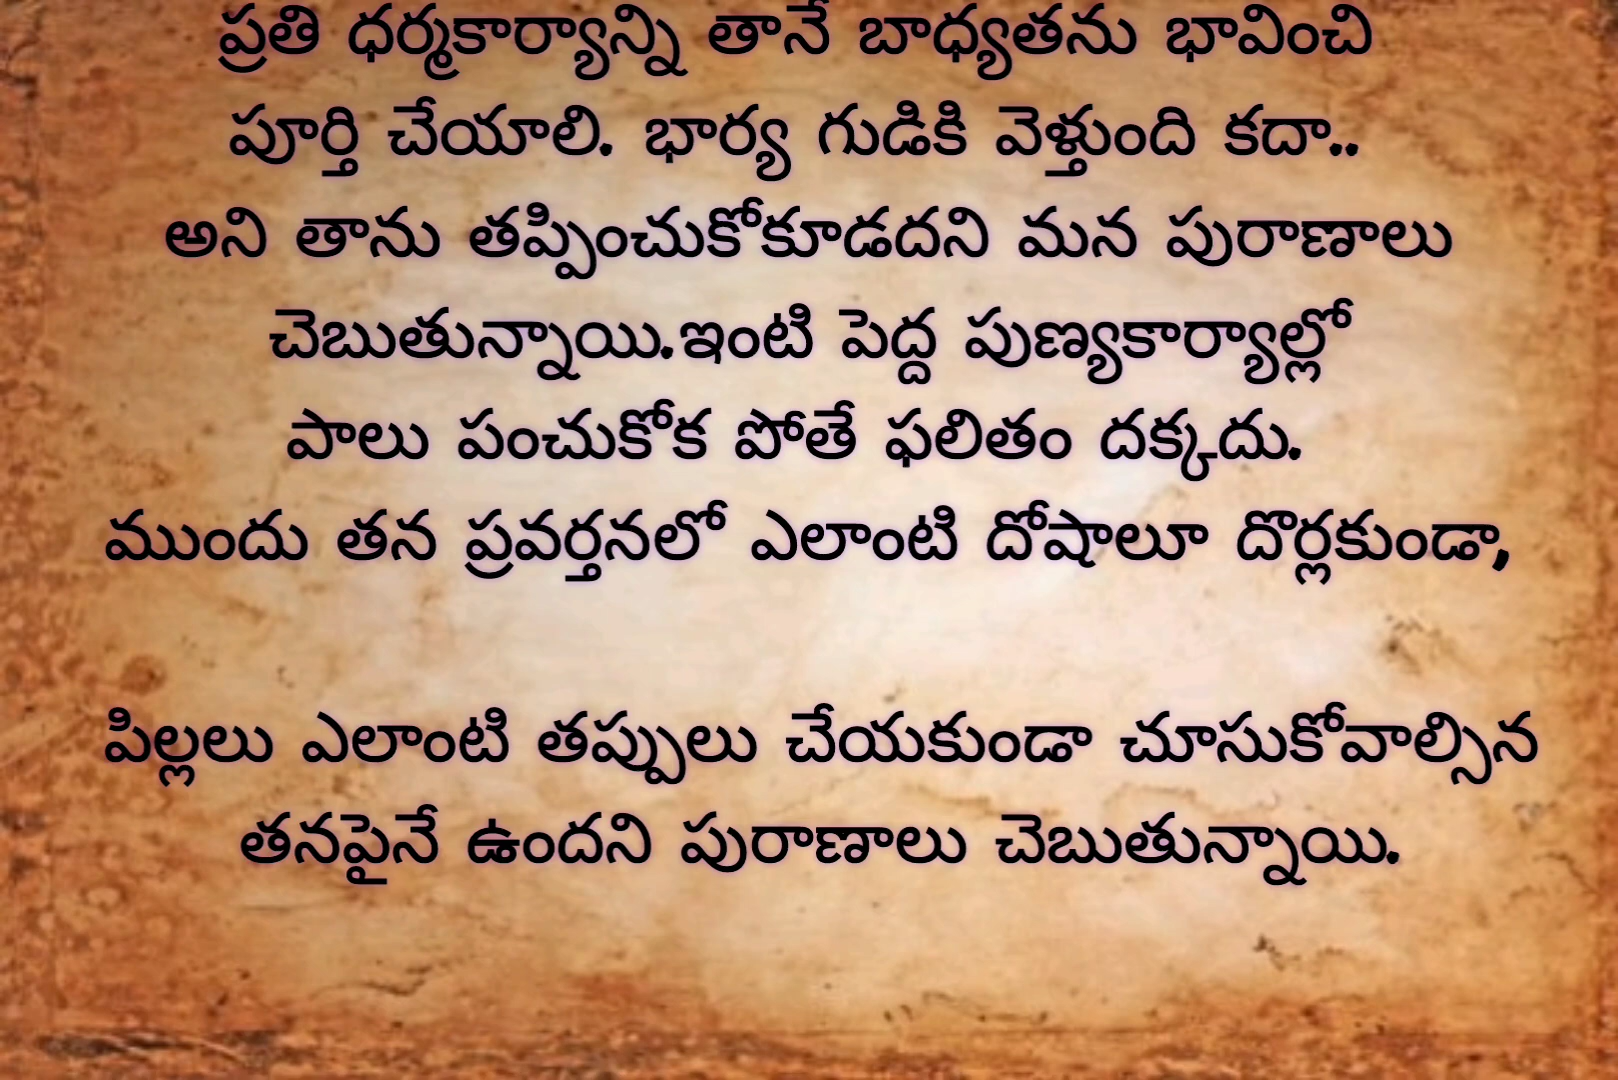 ప్రతి ధర్మకార్యాన్ని తానే బాధ్యతను భావించి
పూర్తి చేయాలి. భార్య గుడికి వెళ్తుంది కదా..
అని తాను తప్పించుకోకూడదని మన పురాణాలు
చెబుతున్నాయి.ఇంటి పెద్ద పుణ్యకార్యాల్లో
పాలు పంచుకోక పోతే ఫలితం దక్కదు.
ముందు తన ప్రవర్తనలో ఎలాంటి దోషాలూ దొర్లకుండా,
పిల్లలు ఎలాంటి తప్పులు చేయకుండా చూసుకోవాల్సిన
తనపైనే ఉందని పురాణాలు చెబుతున్నాయి.